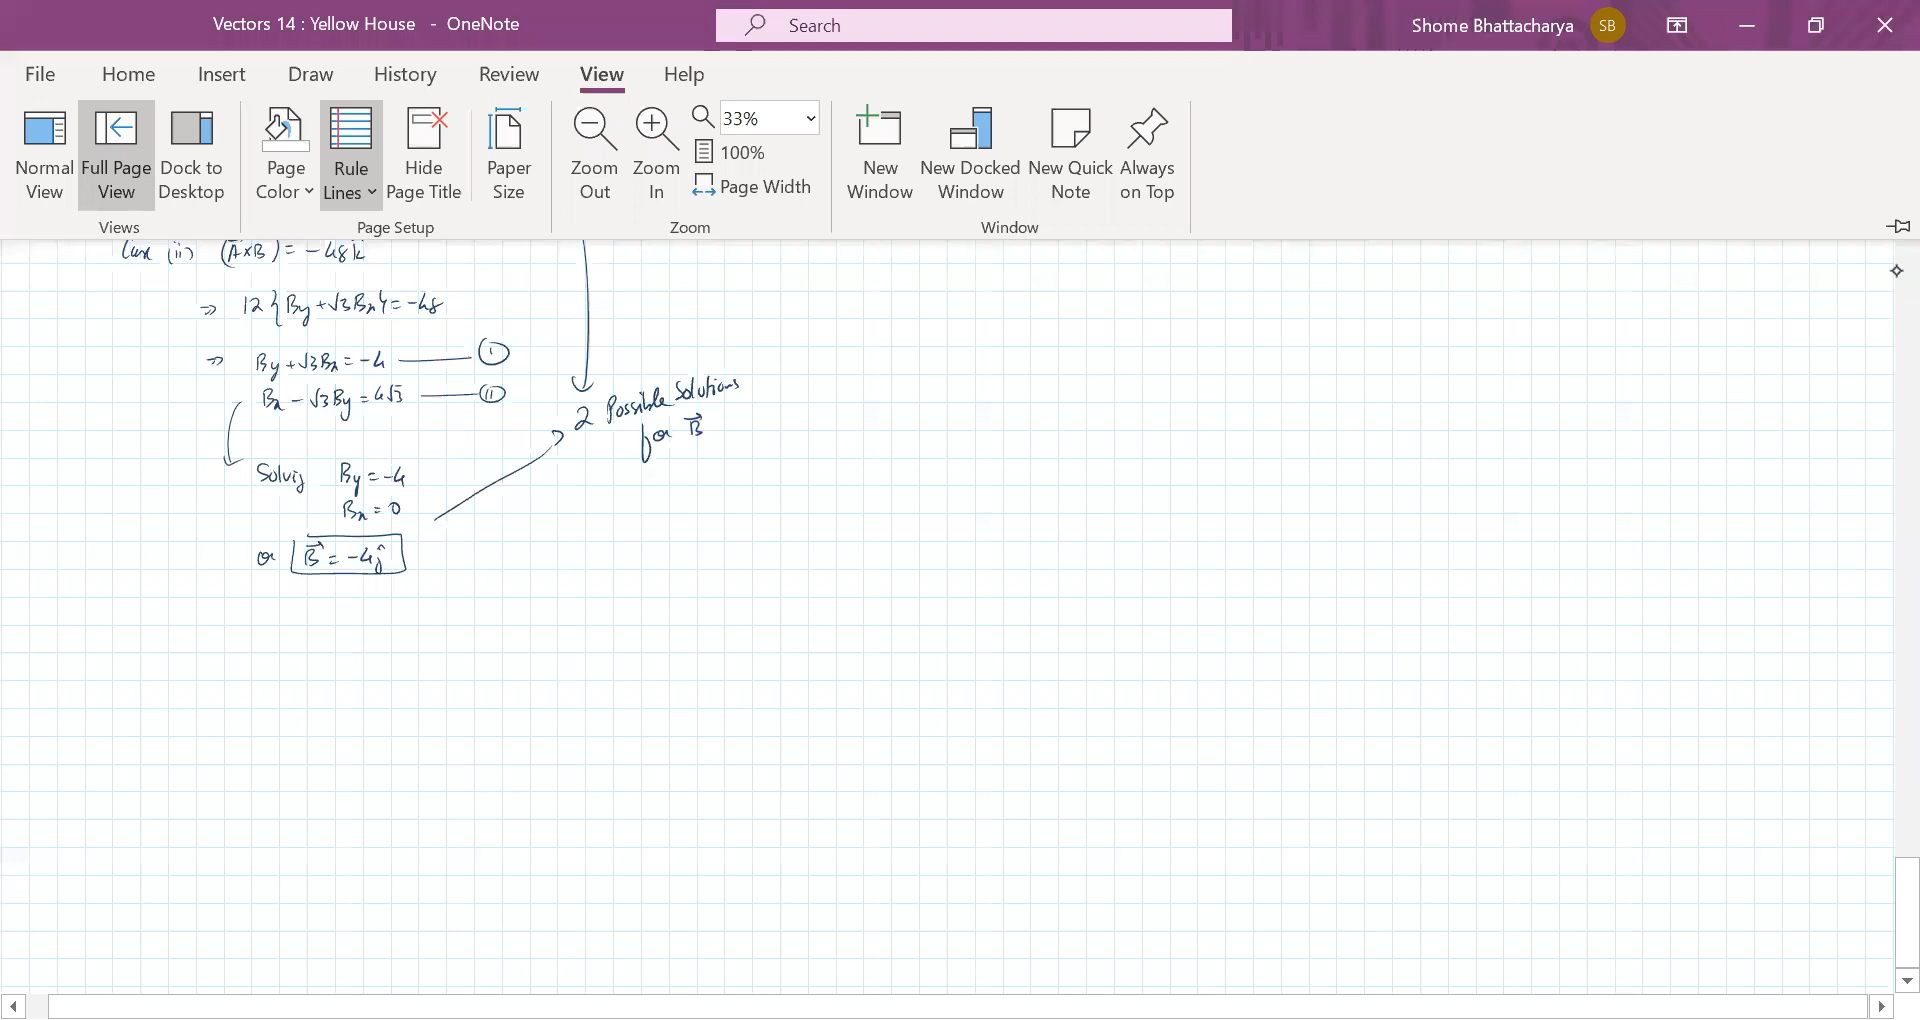 Vectors 14 : Yellow House - OneNote
Search
Shome Bhattacharya
SB
File Home Insert Draw History Review View Help
Normal View
Full Page View
Dock to Desktop
Page Color
Rule Lines
Hide Page Title
Paper Size
Zoom Out
Zoom In
33%
100%
Page Width
New Window
New Docked Window
New Quick Note
Always on Top
Views
Page Setup
Zoom
Window
Case (ii) (A×B) = -48k̂
⇒ 12{By + √3Bx} = -48
⇒ By + √3Bx = -4 —— (i)
Bx - √3By = 4√3 —— (ii)
2 Possible Solutions
for B⃗
Solvig By = -4
Bx = 0
or B⃗ = -4ĵ